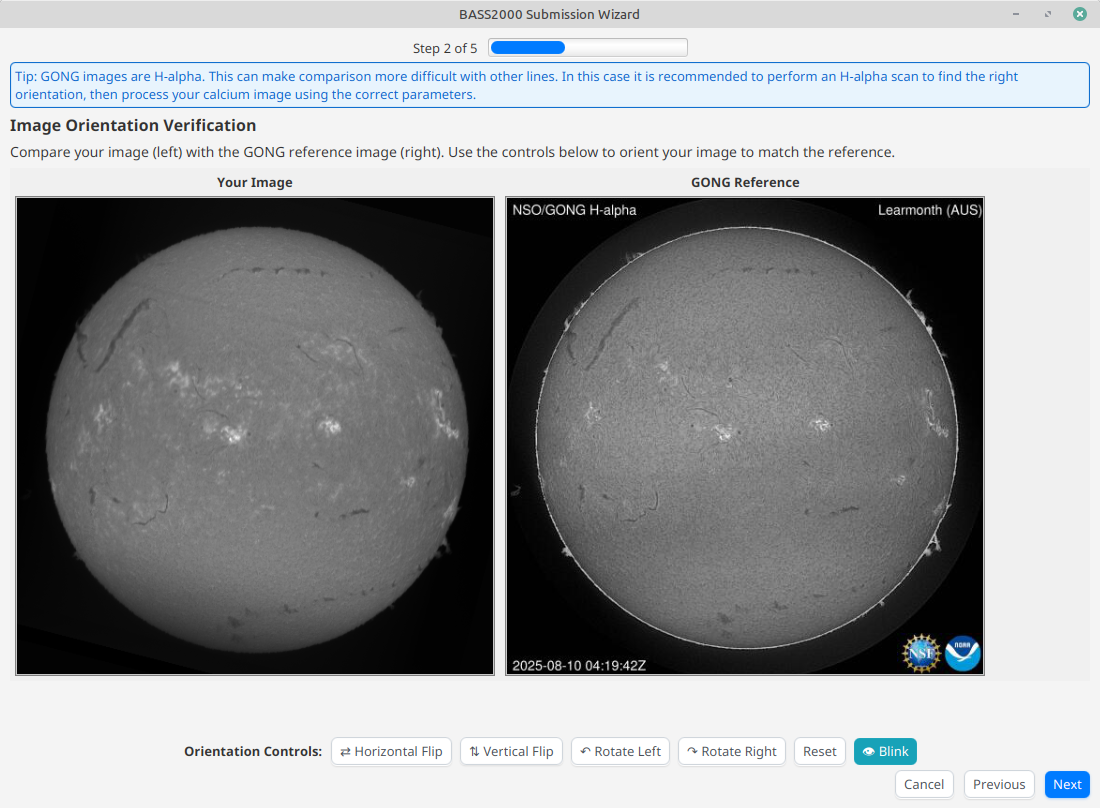 BASS2000 Submission Wizard
Step 2 of 5
Tip: GONG images are H-alpha. This can make comparison more difficult with other lines. In this case it is recommended to perform an H-alpha scan to find the right
orientation, then process your calcium image using the correct parameters.
Image Orientation Verification
Compare your image (left) with the GONG reference image (right). Use the controls below to orient your image to match the reference.
Your Image
GONG Reference
NSO/GONG H-alpha
Learmonth (AUS)
2025-08-10 04:19:42Z
NSF
NOAA
Orientation Controls:
⇄ Horizontal Flip
⇅ Vertical Flip
↶ Rotate Left
↷ Rotate Right
Reset
Blink
Cancel
Previous
Next